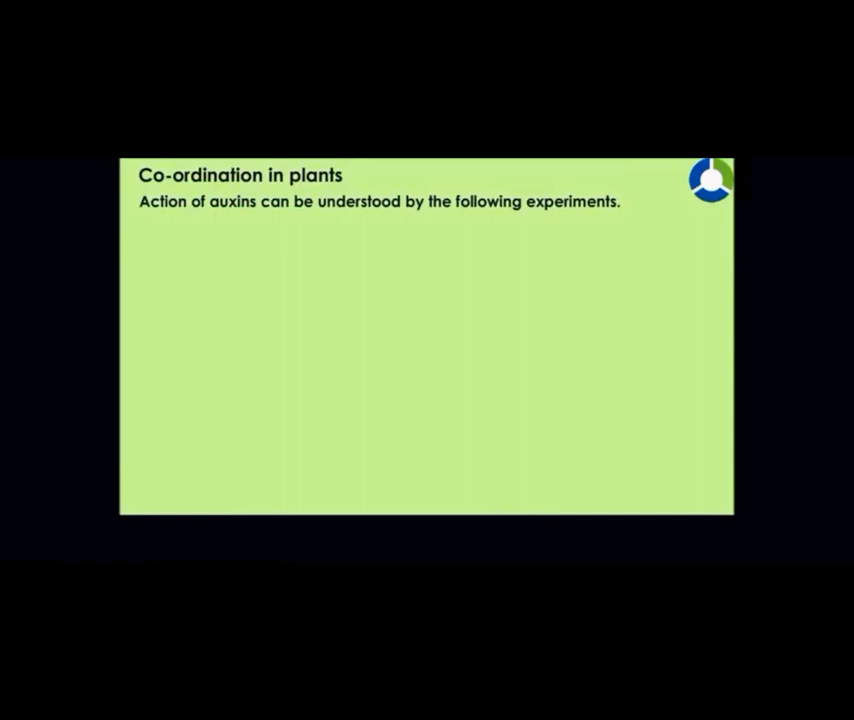 Co-ordination in plants
Action of auxins can be understood by the following experiments.